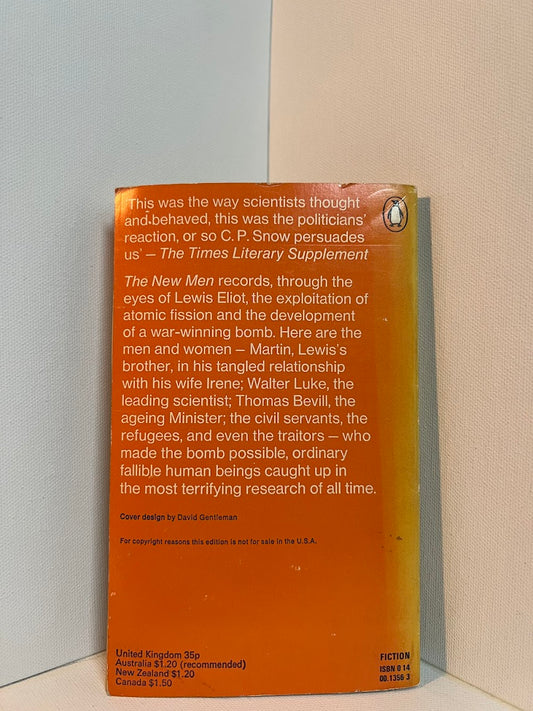 'This was the way scientists thought
and behaved, this was the politicians'
reaction, or so C. P. Snow persuades
us' – The Times Literary Supplement
The New Men records, through the
eyes of Lewis Eliot, the exploitation of
atomic fission and the development
of a war-winning bomb. Here are the
men and women – Martin, Lewis's
brother, in his tangled relationship
with his wife Irene; Walter Luke, the
leading scientist; Thomas Bevill, the
ageing Minister; the civil servants, the
refugees, and even the traitors – who
made the bomb possible, ordinary
fallible human beings caught up in
the most terrifying research of all time.
Cover design by David Gentleman
For copyright reasons this edition is not for sale in the U.S.A.
United Kingdom 35p
Australia $1.20 (recommended)
New Zealand $1.20
Canada $1.50
FICTION
ISBN 0 14
00.1356 3